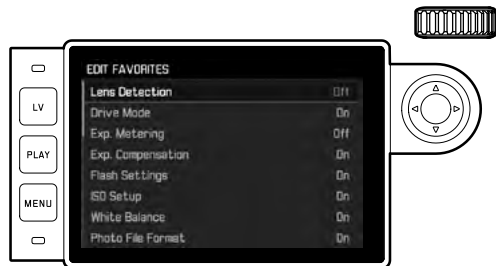 EDIT FAVORITES
Lens Detection Off
Drive Mode On
Exp. Metering Off
Exp. Compensation On
Flash Settings On
ISO Setup On
White Balance On
Photo File Format On
LV
PLAY
MENU